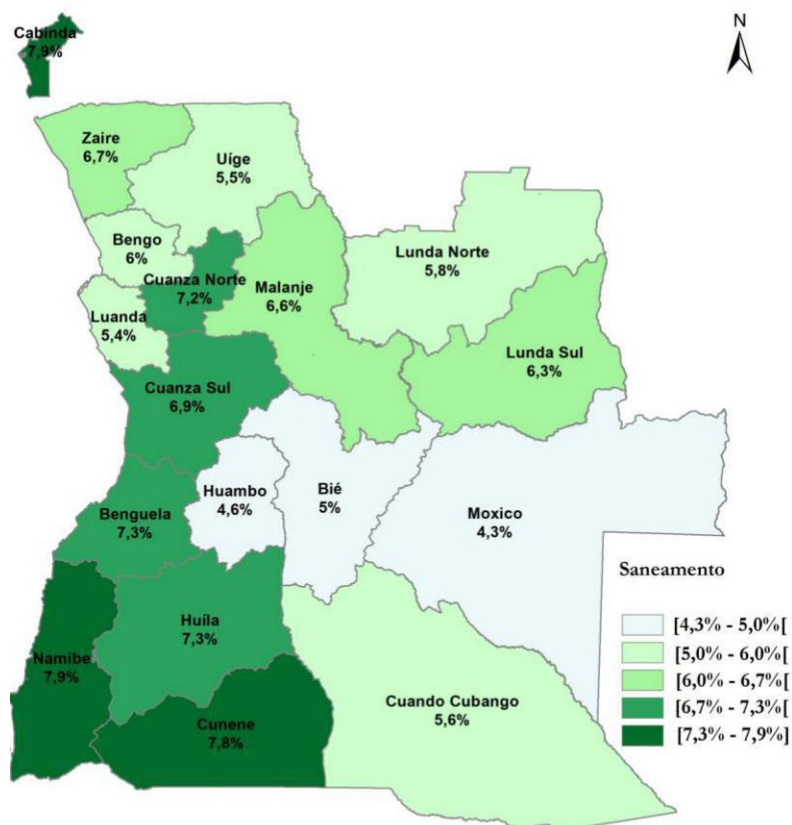 N
Cabinda
7,9%
Zaire
6,7%
Uíge
5,5%
Bengo
6%
Cuanza Norte
7,2%
Malanje
6,6%
Lunda Norte
5,8%
Luanda
5,4%
Lunda Sul
6,3%
Cuanza Sul
6,9%
Huambo
4,6%
Bié
5%
Moxico
4,3%
Benguela
7,3%
Huíla
7,3%
Namibe
7,9%
Cunene
7,8%
Cuando Cubango
5,6%
Saneamento
[4,3% - 5,0%[
[5,0% - 6,0%[
[6,0% - 6,7%[
[6,7% - 7,3%[
[7,3% - 7,9%]